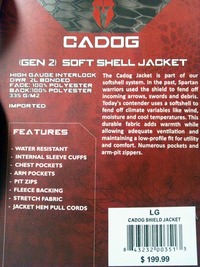 CADOG
(GEN 2) SOFT SHELL JACKET
HIGH GAUGE INTERLOCK
DWR 2L BONDED
FACE: 100% POLYESTER
BACK: 100% POLYESTER
335 G/M2
IMPORTED
The Cadog Jacket is part of our
softshell system. In the past, Spartan
warriors used the shield to fend off
incoming arrows, swords and debris.
Today's contender uses a softshell to
fend off climate variables like wind,
moisture and cool temperatures. This
durable fabric adds warmth while
allowing adequate ventilation and
maintaining a low-profile fit for utility
and comfort. Numerous pockets and
arm-pit zippers.
FEATURES
- WATER RESISTANT
- INTERNAL SLEEVE CUFFS
- CHEST POCKETS
- ARM POCKETS
- PIT ZIPS
- FLEECE BACKING
- STRETCH FABRIC
- JACKET HEM PULL CORDS
LG
CADOG SHIELD JACKET
8 43232 00351 3
$ 199.99